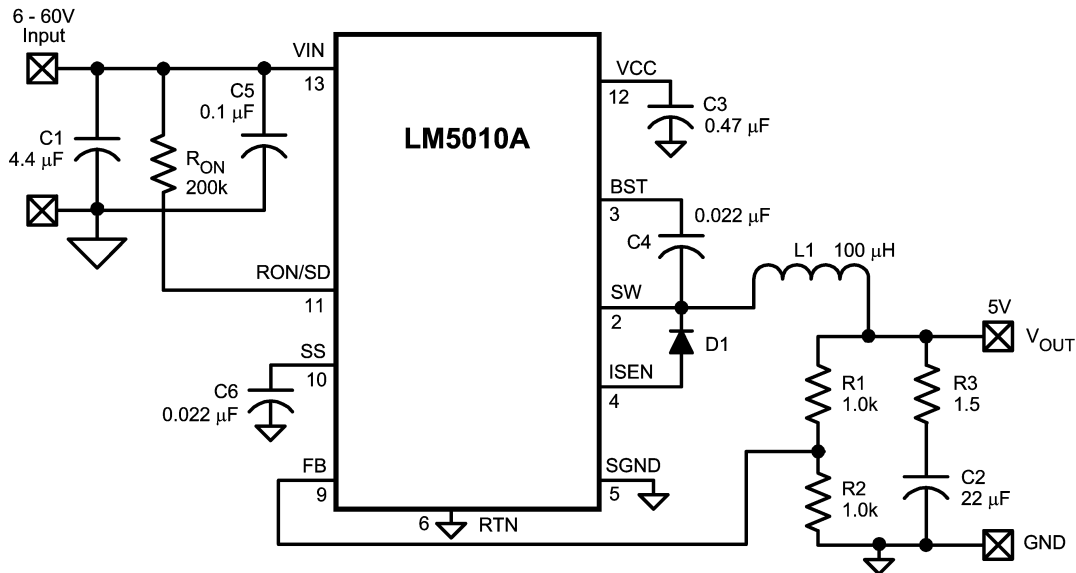 6 - 60V
Input
VIN
13
C5
0.1 μF
C1
4.4 μF
R_ON
200k
RON/SD
11
SS
10
C6
0.022 μF
FB
9
LM5010A
VCC
12
C3
0.47 μF
BST
3
0.022 μF
C4
L1 100 μH
SW
2
D1
ISEN
4
SGND
5
6 RTN
5V
V_OUT
R1
1.0k
R3
1.5
R2
1.0k
C2
22 μF
GND